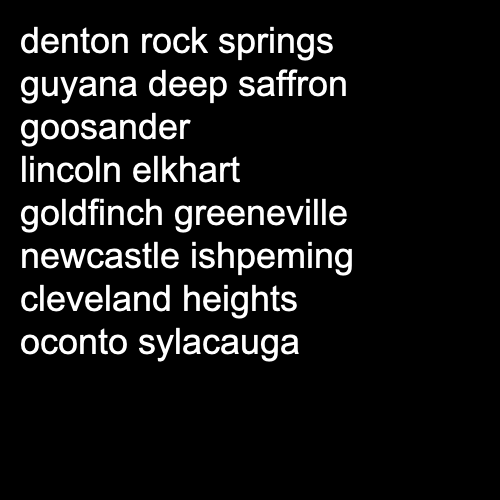 denton rock springs
guyana deep saffron
goosander
lincoln elkhart
goldfinch greeneville
newcastle ishpeming
cleveland heights
oconto sylacauga